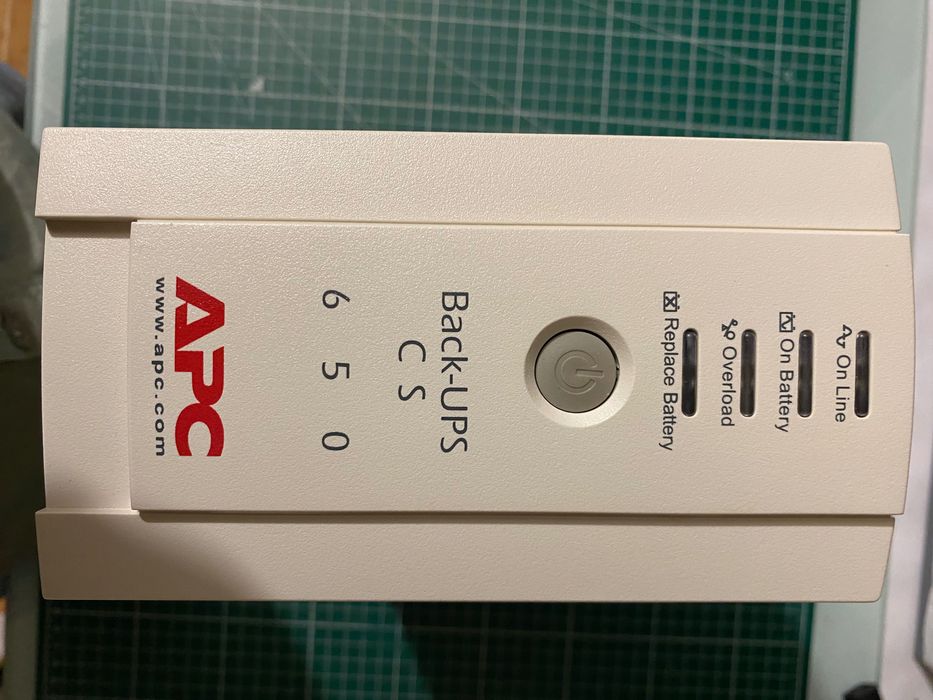 On Line
On Battery
Overload
Replace Battery
Back-UPS
CS
650
APC
www.apc.com